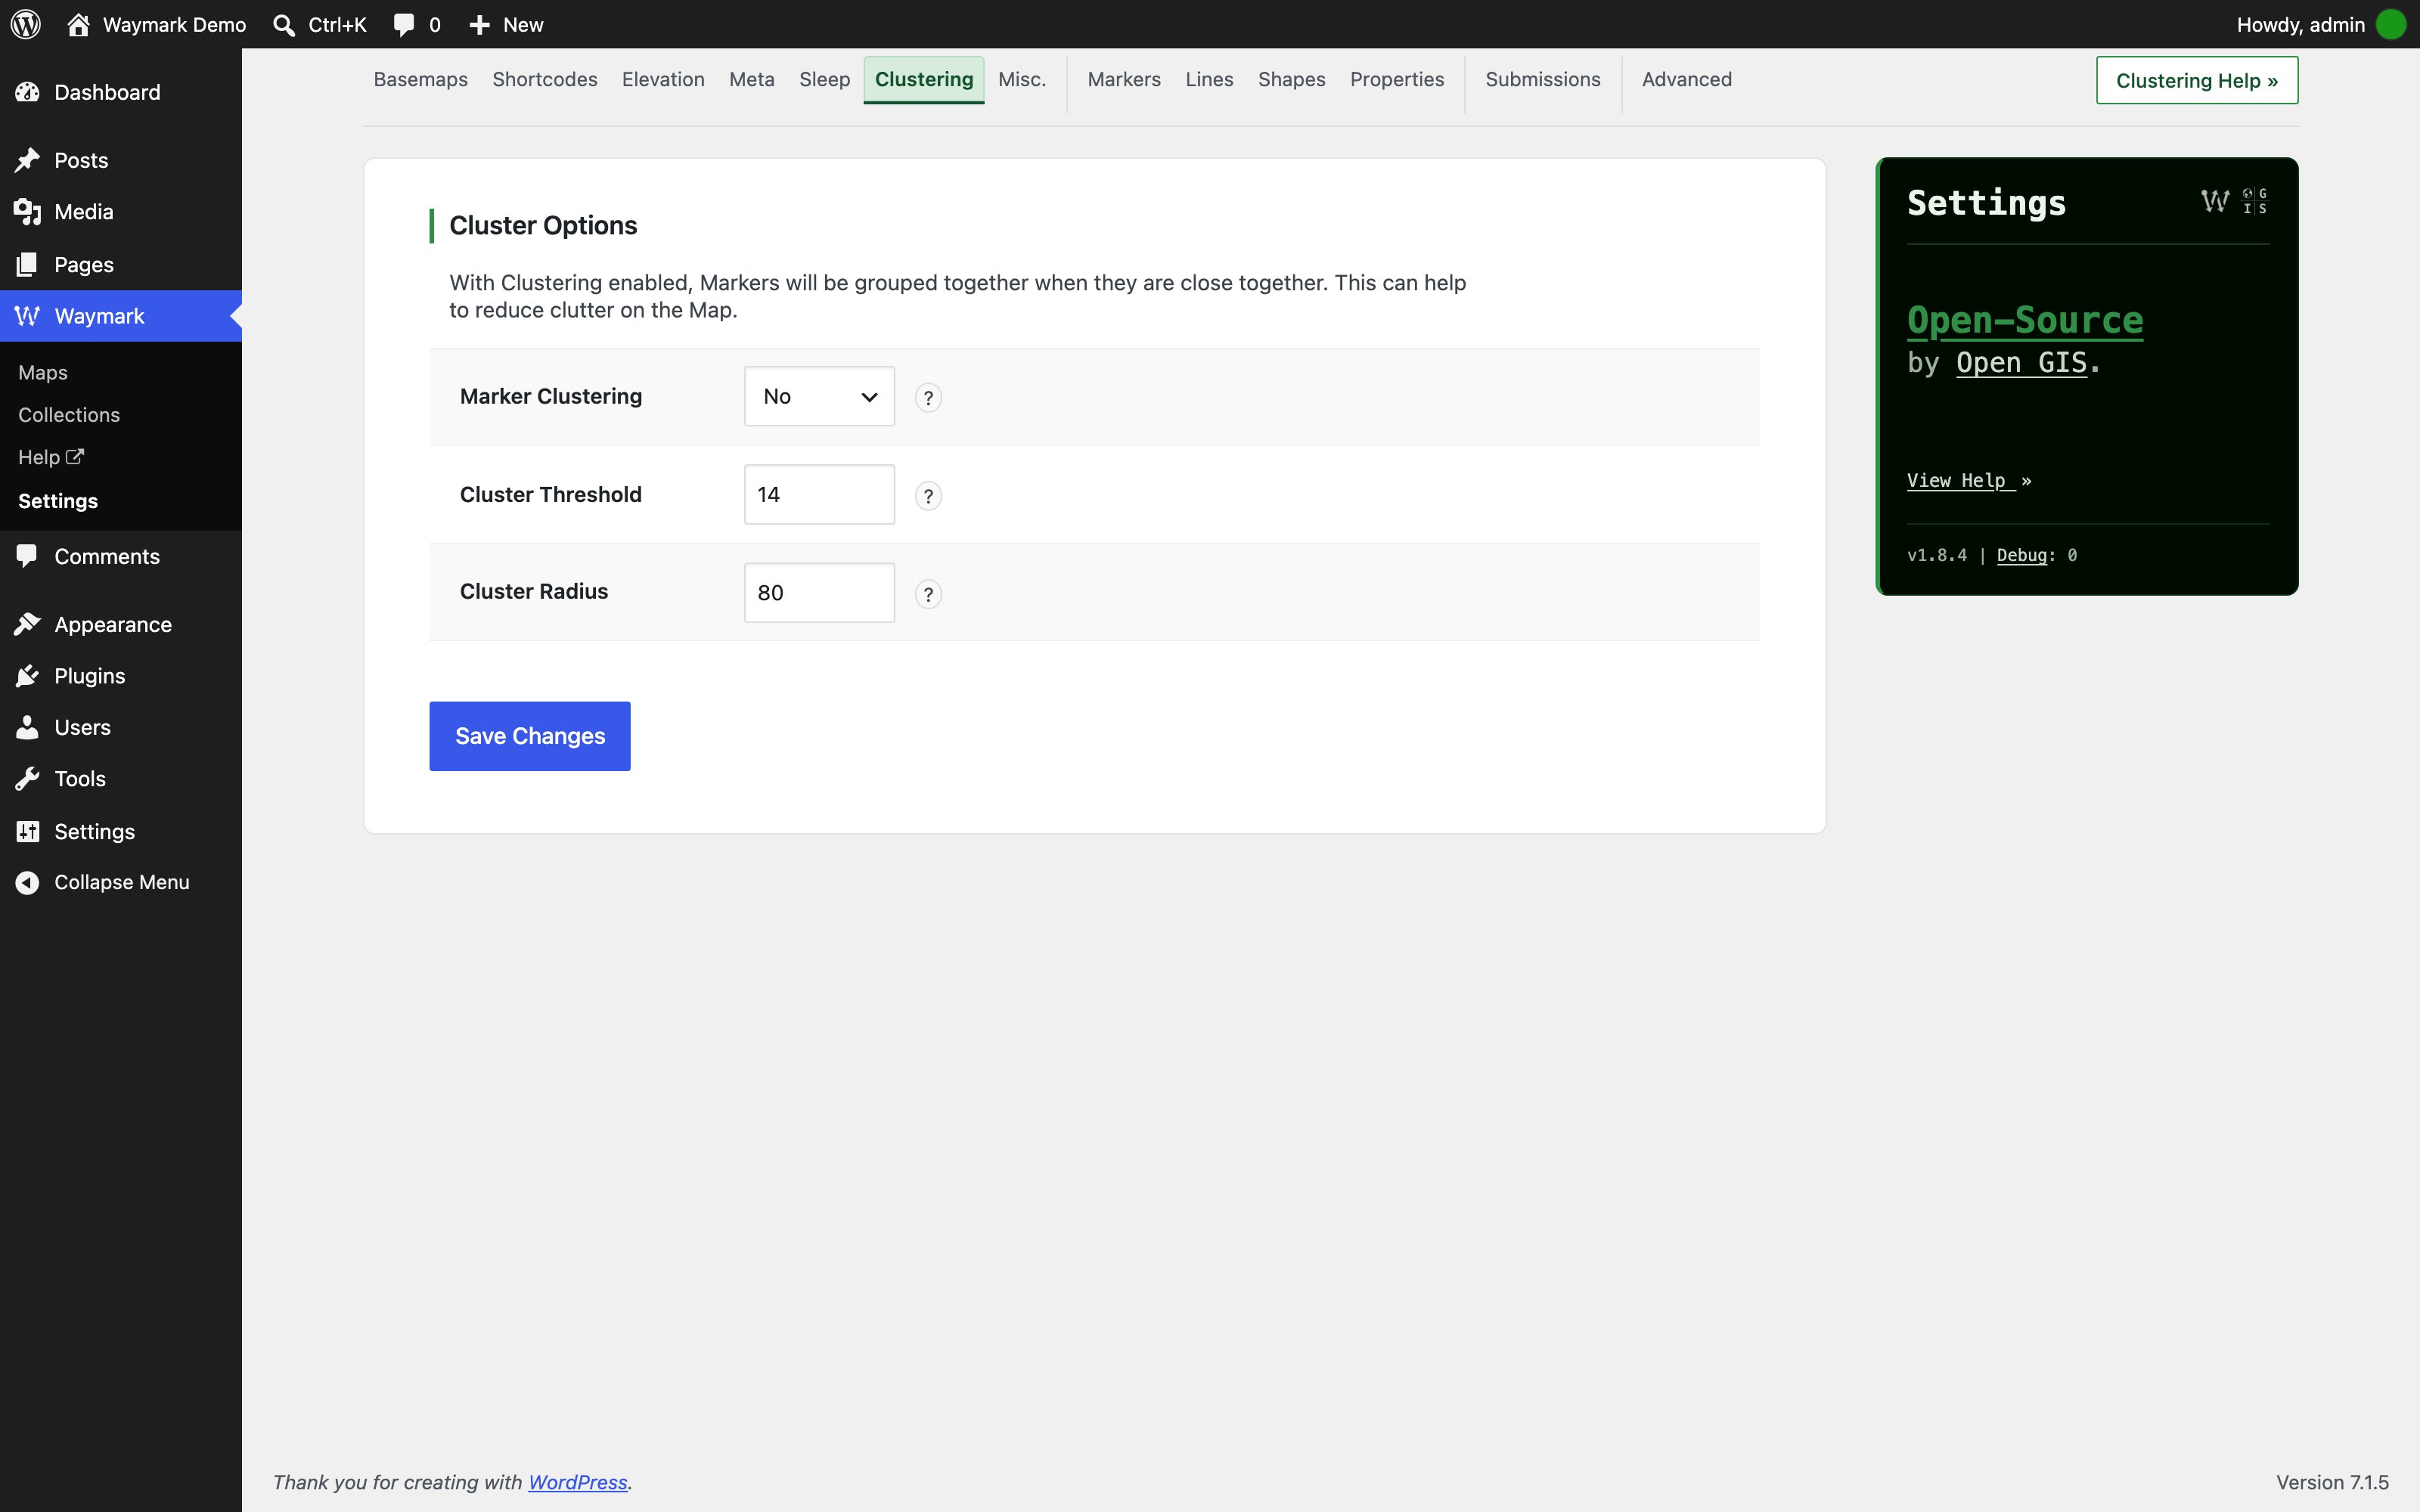 Waymark Demo Ctrl+K 0 New Howdy, admin
Dashboard
Posts
Media
Pages
Waymark
Maps
Collections
Help
Settings
Comments
Appearance
Plugins
Users
Tools
Settings
Collapse Menu
Basemaps Shortcodes Elevation Meta Sleep Clustering Misc. Markers Lines Shapes Properties Submissions Advanced Clustering Help »
Cluster Options
With Clustering enabled, Markers will be grouped together when they are close together. This can help
to reduce clutter on the Map.
Marker Clustering No ?
Cluster Threshold 14 ?
Cluster Radius 80 ?
Save Changes
Settings W G
I S
Open-Source
by Open GIS.
View Help »
v1.8.4 | Debug: 0
Thank you for creating with WordPress. Version 7.1.5